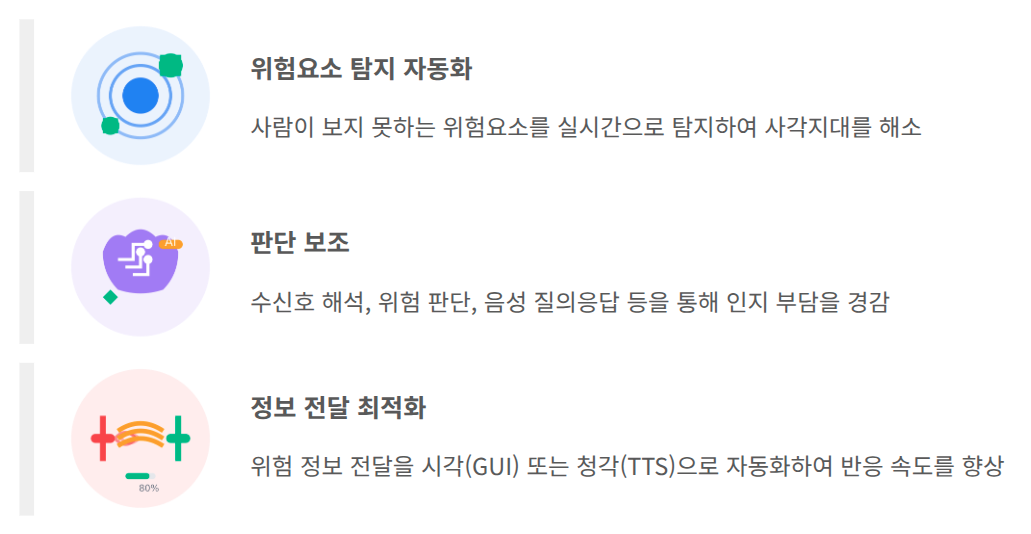 위험요소 탐지 자동화
사람이 보지 못하는 위험요소를 실시간으로 탐지하여 사각지대를 해소
AI
판단 보조
수신호 해석, 위험 판단, 음성 질의응답 등을 통해 인지 부담을 경감
정보 전달 최적화
위험 정보 전달을 시각(GUI) 또는 청각(TTS)으로 자동화하여 반응 속도를 향상
80%